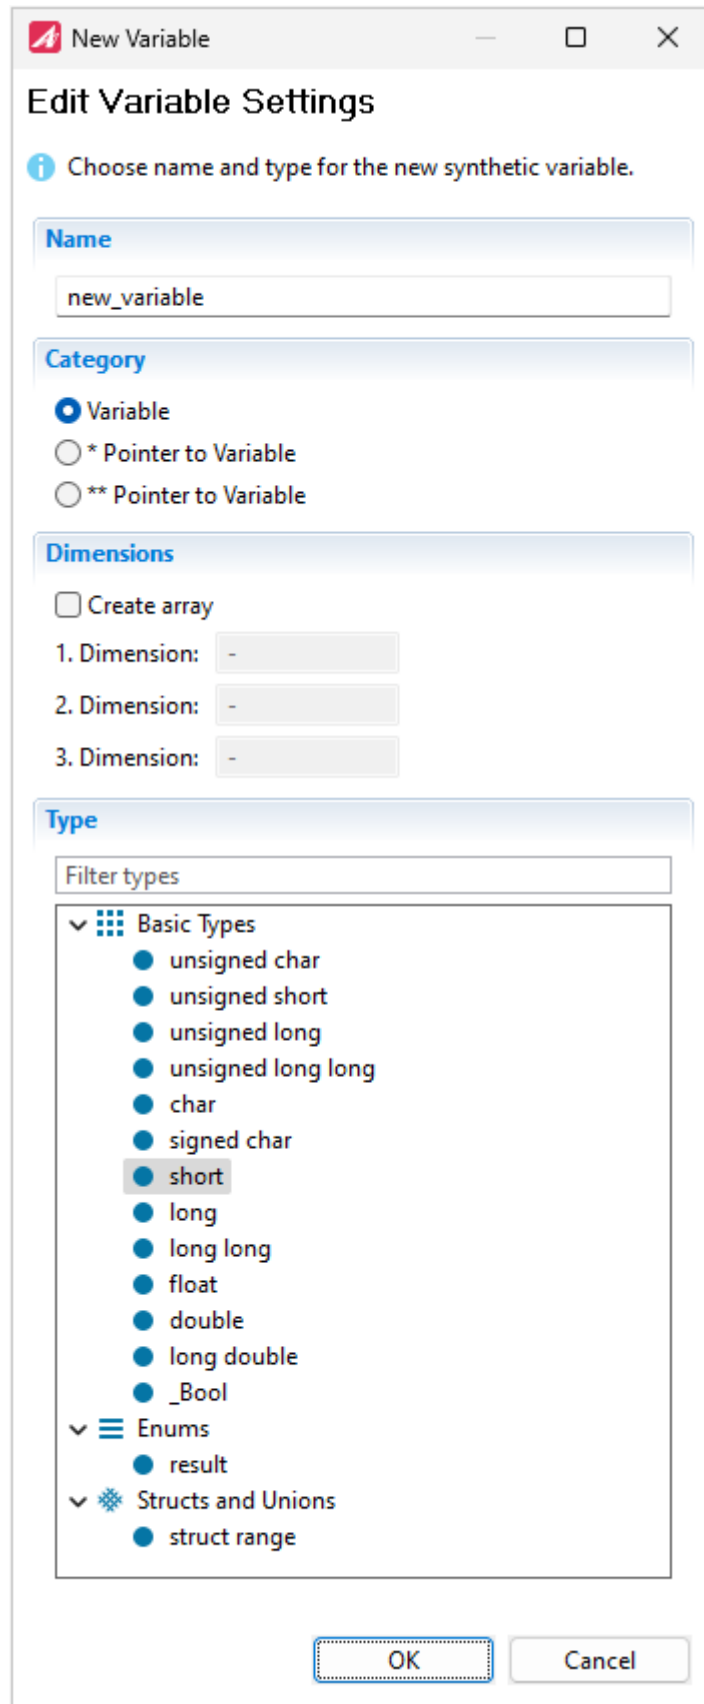 New Variable
Edit Variable Settings
Choose name and type for the new synthetic variable.
Name
new_variable
Category
Variable
* Pointer to Variable
** Pointer to Variable
Dimensions
Create array
1. Dimension: -
2. Dimension: -
3. Dimension: -
Type
Filter types
Basic Types
unsigned char
unsigned short
unsigned long
unsigned long long
char
signed char
short
long
long long
float
double
long double
_Bool
Enums
result
Structs and Unions
struct range
OK Cancel